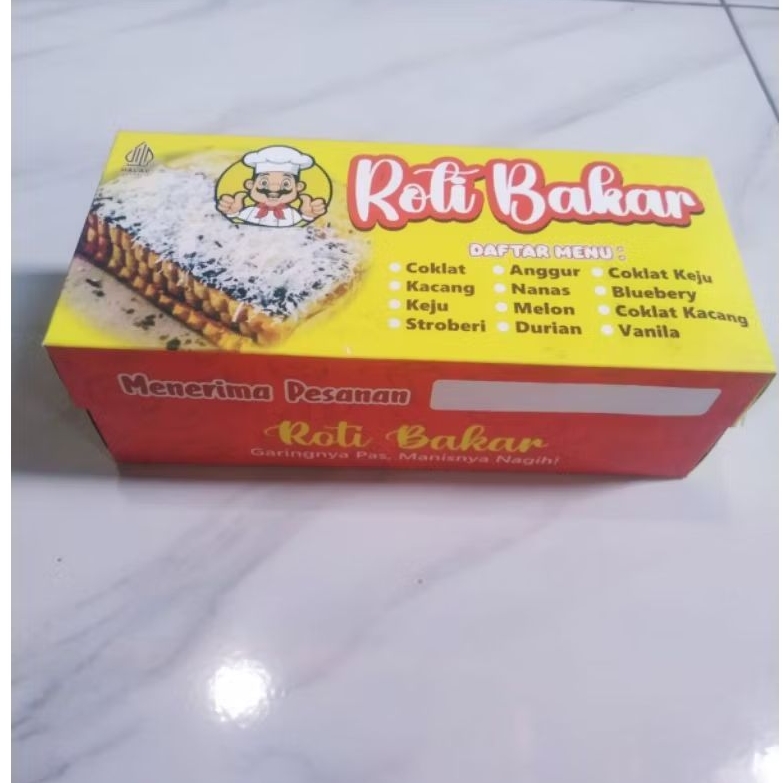 Roti Bakar
DAFTAR MENU :
Coklat
Kacang
Keju
Stroberi
Anggur
Nanas
Melon
Durian
Coklat Keju
Bluebery
Coklat Kacang
Vanila
Menerima Pesanan
Roti Bakar
Garingnya Pas, Manisnya Nagih!